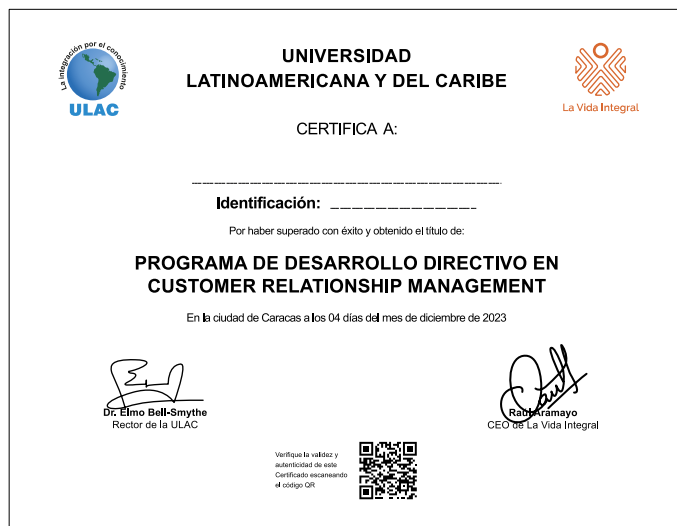 La integración por el conocimiento
ULAC
UNIVERSIDAD
LATINOAMERICANA Y DEL CARIBE
La Vida Integral
CERTIFICA A:
Identificación:
Por haber superado con éxito y obtenido el título de:
PROGRAMA DE DESARROLLO DIRECTIVO EN
CUSTOMER RELATIONSHIP MANAGEMENT
En la ciudad de Caracas a los 04 días del mes de diciembre de 2023
Dr. Elmo Bell-Smythe
Rector de la ULAC
Raúl Aramayo
CEO de La Vida Integral
Verifique la validez y
autenticidad de este
Certificado escaneando
el código QR